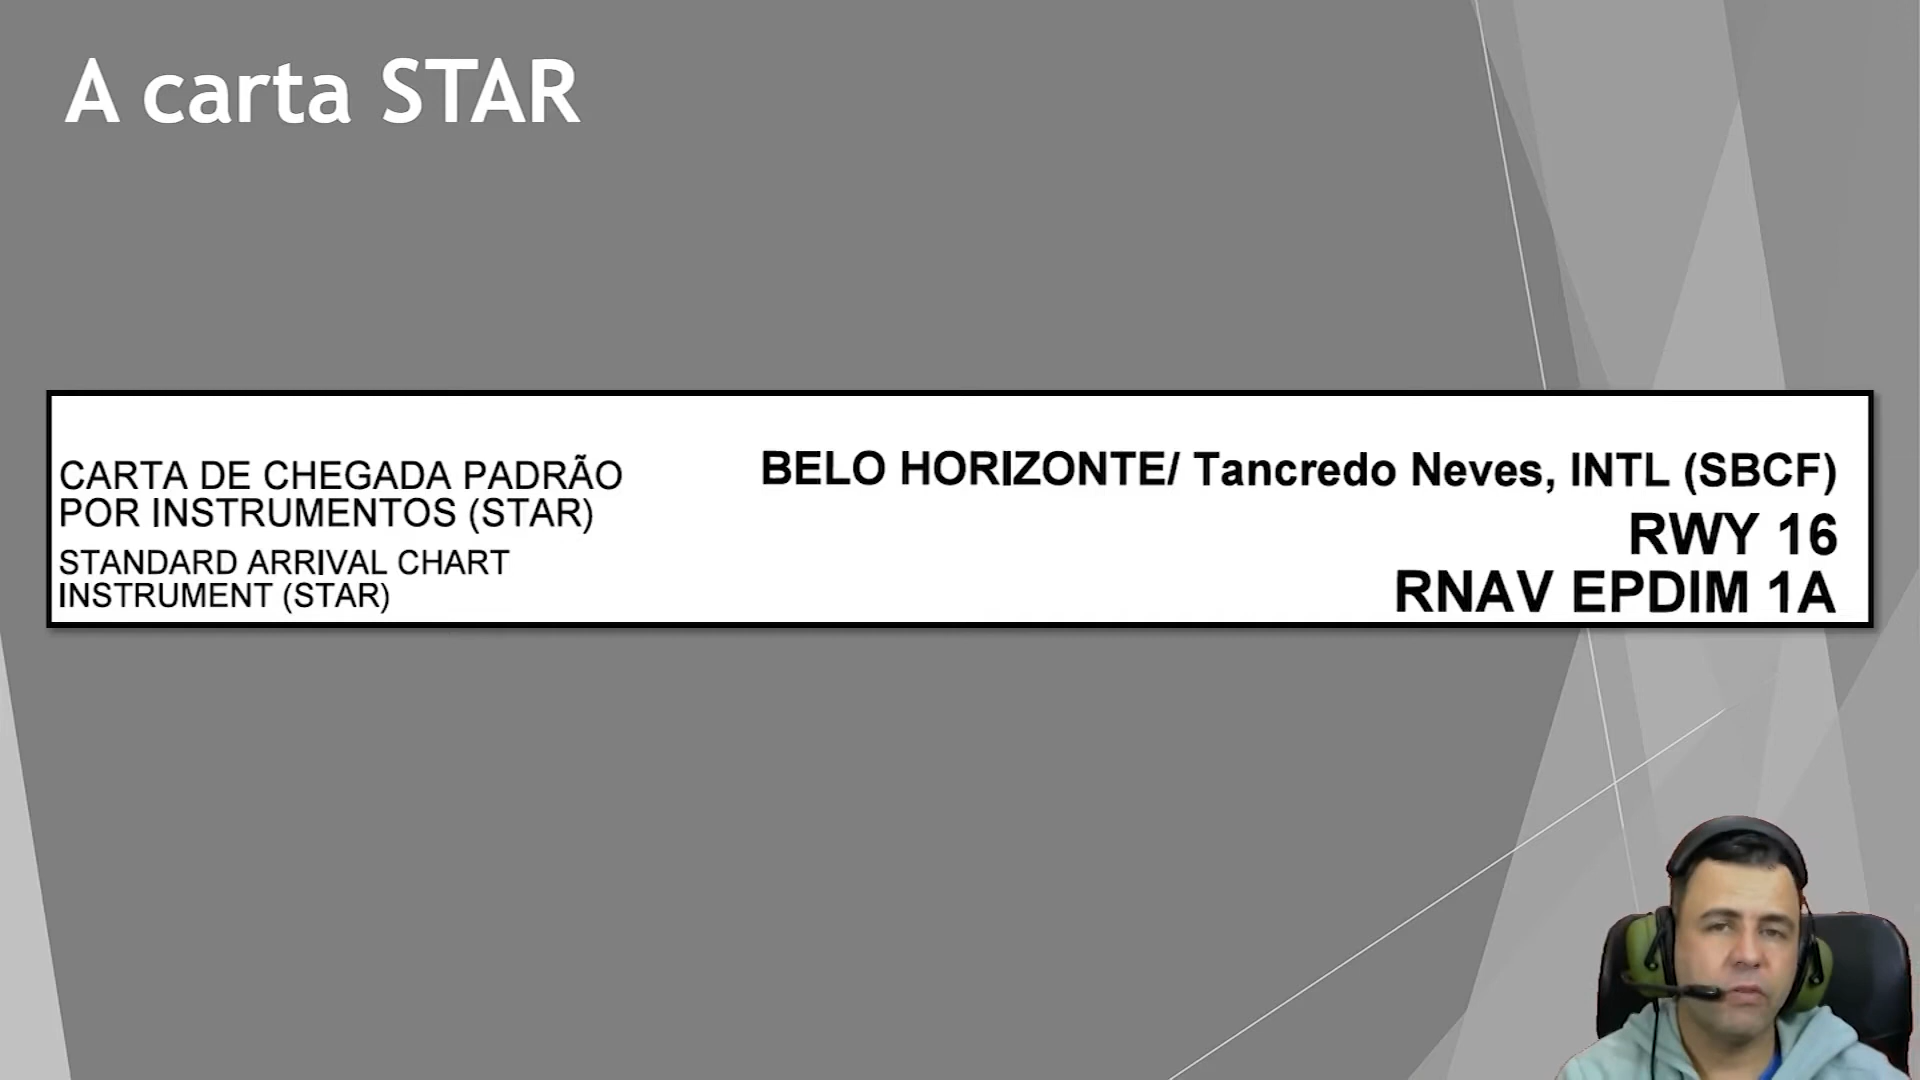 A carta STAR
CARTA DE CHEGADA PADRÃO
POR INSTRUMENTOS (STAR)
STANDARD ARRIVAL CHART
INSTRUMENT (STAR)
BELO HORIZONTE/ Tancredo Neves, INTL (SBCF)
RWY 16
RNAV EPDIM 1A